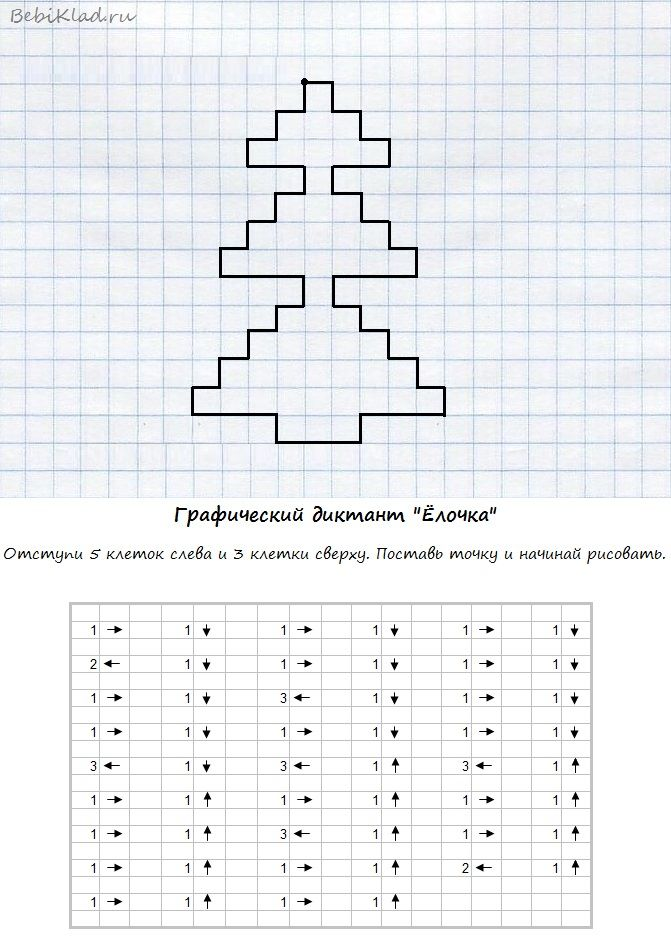 BebiKlad.ru
Графический диктант "Ёлочка"
Отступи 5 клеток слева и 3 клетки сверху. Поставь точку и начинай рисовать.
1 → 1 ↓ 1 → 1 ↓ 1 → 1 ↓
2 ← 1 ↓ 1 → 1 ↓ 1 → 1 ↓
1 → 1 ↓ 3 ← 1 ↓ 1 → 1 ↓
1 → 1 ↓ 1 → 1 ↓ 1 → 1 ↓
3 ← 1 ↓ 3 ← 1 ↑ 3 ← 1 ↑
1 → 1 ↑ 1 → 1 ↑ 1 → 1 ↑
1 → 1 ↑ 3 ← 1 ↑ 1 → 1 ↑
1 → 1 ↑ 1 → 1 ↑ 2 ← 1 ↑
1 → 1 ↑ 1 → 1 ↑